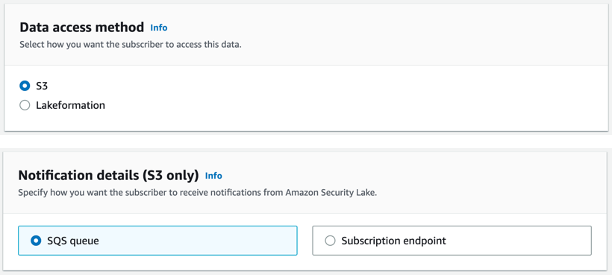 Data access method Info
Select how you want the subscriber to access this data.
S3
Lakeformation
Notification details (S3 only) Info
Specify how you want the subscriber to receive notifications from Amazon Security Lake.
SQS queue Subscription endpoint